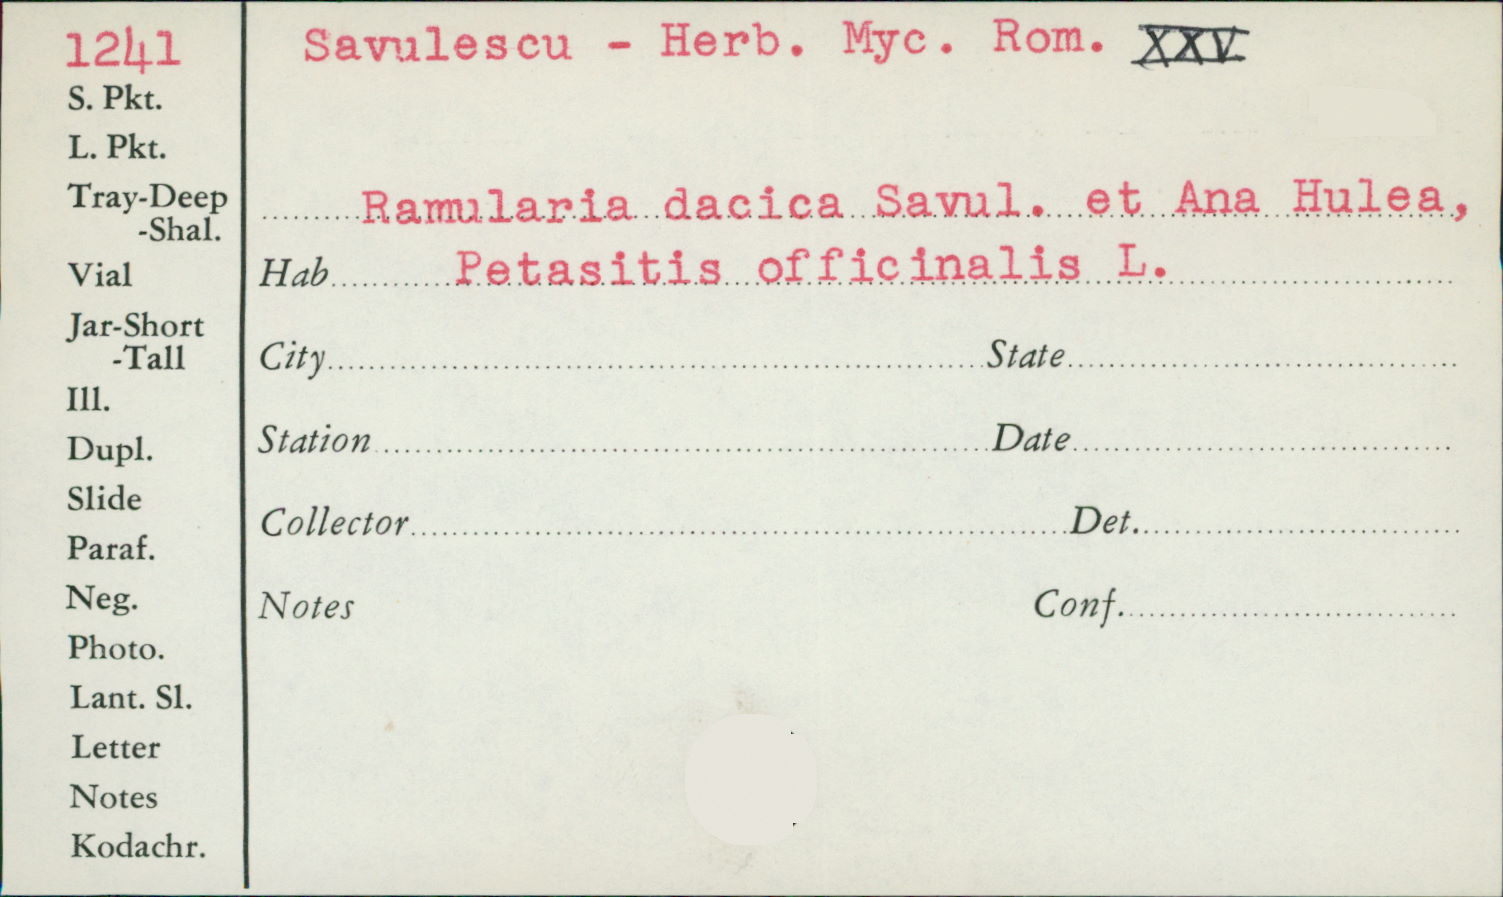 1241
Savulescu - Herb. Myc. Rom. XXV
S. Pkt.
L. Pkt.
Tray-Deep
-Shal.
Vial
Jar-Short
-Tall
Ill.
Dupl.
Slide
Paraf.
Neg.
Photo.
Lant. Sl.
Letter
Notes
Kodachr.
Ramularia dacica Savul. et Ana Hulea,
Hab. Petasitis officinalis L.
City State
Station Date
Collector Det.
Notes Conf.